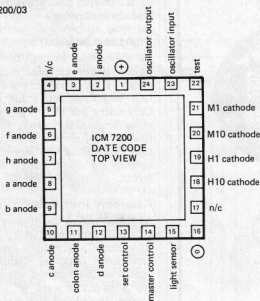 200/03
n/c
e anode
j anode
+
oscillator output
oscillator input
test
4
3
2
1
24
23
22
g anode
5
21
M1 cathode
f anode
6
20
M10 cathode
h anode
7
19
H1 cathode
a anode
8
18
H10 cathode
b anode
9
17
n/c
ICM 7200
DATE CODE
TOP VIEW
10
11
12
13
14
15
16
c anode
colon anode
d anode
set control
master control
light sensor